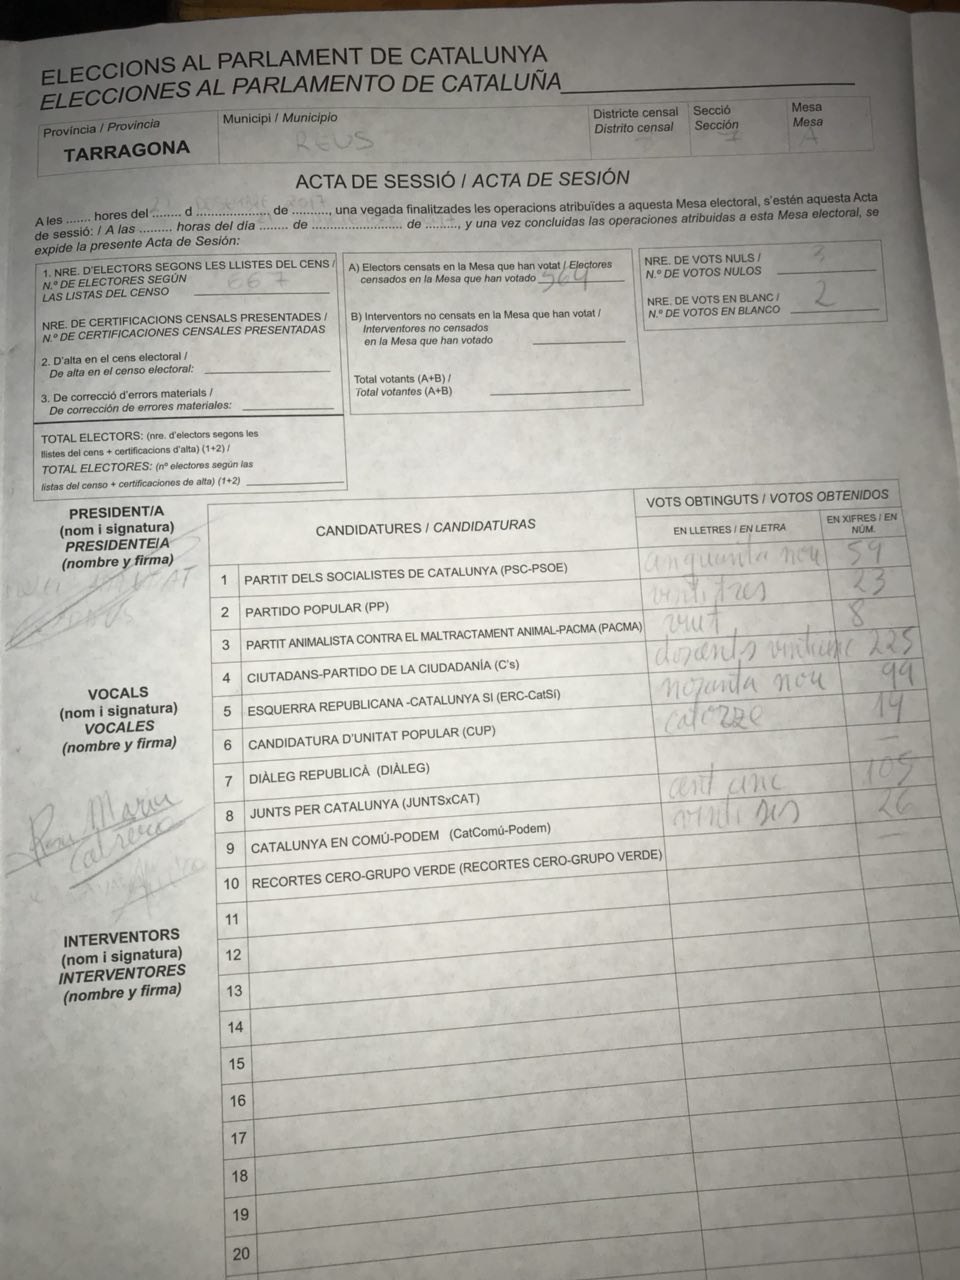 ELECCIONS AL PARLAMENT DE CATALUNYA
ELECCIONES AL PARLAMENTO DE CATALUÑA
Província / Provincia
TARRAGONA
Municipi / Municipio
REUS
Districte censal
Distrito censal
Secció
Sección
7
Mesa
Mesa
A
ACTA DE SESSIÓ / ACTA DE SESIÓN
A les ....... hores del ........ d .................... de .........., una vegada finalitzades les operacions atribuïdes a aquesta Mesa electoral, s'estén aquesta Acta
de sessió: / A las ......... horas del día ........ de ......................... de ........, y una vez concluidas las operaciones atribuidas a esta Mesa electoral, se
expide la presente Acta de Sesión:
1. NRE. D'ELECTORS SEGONS LES LLISTES DEL CENS /
N.º DE ELECTORES SEGÚN
LAS LISTAS DEL CENSO 667
NRE. DE CERTIFICACIONS CENSALS PRESENTADES /
N.º DE CERTIFICACIONES CENSALES PRESENTADAS
2. D'alta en el cens electoral /
De alta en el censo electoral:
3. De correcció d'errors materials /
De corrección de errores materiales:
TOTAL ELECTORS: (nre. d'electors segons les
llistes del cens + certificacions d'alta) (1+2) /
TOTAL ELECTORES: (nº electores según las
listas del censo + certificaciones de alta) (1+2)
A) Electors censats en la Mesa que han votat / Electores
censados en la Mesa que han votado 564
B) Interventors no censats en la Mesa que han votat /
Interventores no censados
en la Mesa que han votado
Total votants (A+B) /
Total votantes (A+B)
NRE. DE VOTS NULS /
N.º DE VOTOS NULOS 3
NRE. DE VOTS EN BLANC /
N.º DE VOTOS EN BLANCO 2
PRESIDENT/A
(nom i signatura)
PRESIDENTE/A
(nombre y firma)
VOCALS
(nom i signatura)
VOCALES
(nombre y firma)
Maria
Cabrera
INTERVENTORS
(nom i signatura)
INTERVENTORES
(nombre y firma)
CANDIDATURES / CANDIDATURAS
VOTS OBTINGUTS / VOTOS OBTENIDOS
EN LLETRES / EN LETRA
EN XIFRES / EN NÚM.
1 PARTIT DELS SOCIALISTES DE CATALUNYA (PSC-PSOE) cinquanta nou 59
2 PARTIDO POPULAR (PP) vintitres 23
3 PARTIT ANIMALISTA CONTRA EL MALTRACTAMENT ANIMAL-PACMA (PACMA) vuit 8
4 CIUTADANS-PARTIDO DE LA CIUDADANÍA (C's) doscents vinticinc 225
5 ESQUERRA REPUBLICANA -CATALUNYA SI (ERC-CatSí) noranta nou 99
6 CANDIDATURA D'UNITAT POPULAR (CUP) catorze 14
7 DIÀLEG REPUBLICÀ (DIÀLEG) –
8 JUNTS PER CATALUNYA (JUNTSxCAT) cent cinc 105
9 CATALUNYA EN COMÚ-PODEM (CatComú-Podem) vintisis 26
10 RECORTES CERO-GRUPO VERDE (RECORTES CERO-GRUPO VERDE)
11
12
13
14
15
16
17
18
19
20